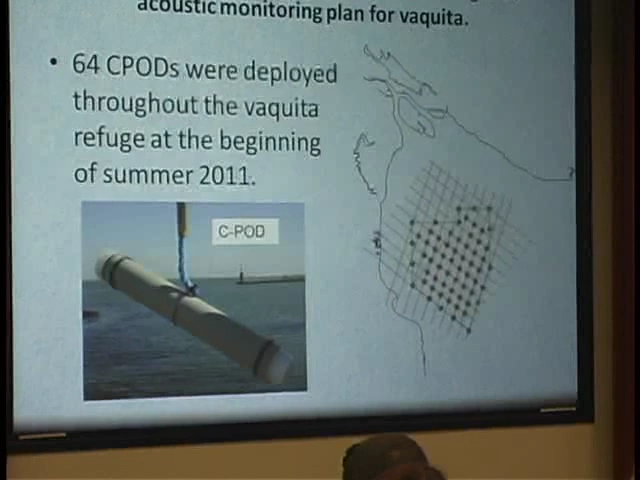 acoustic monitoring plan for vaquita.
• 64 CPODs were deployed
throughout the vaquita
refuge at the beginning
of summer 2011.
C-POD